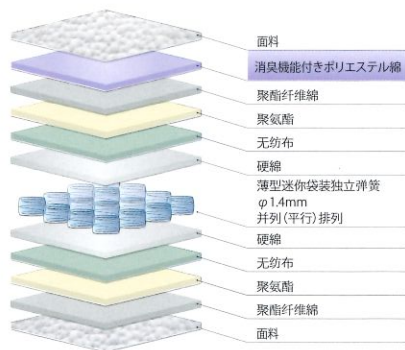 面料
消臭機能付きポリエステル綿
聚酯纤维綿
聚氨酯
无纺布
硬綿
薄型迷你袋装独立弹簧
φ1.4mm
并列(平行)排列
硬綿
无纺布
聚氨酯
聚酯纤维綿
面料